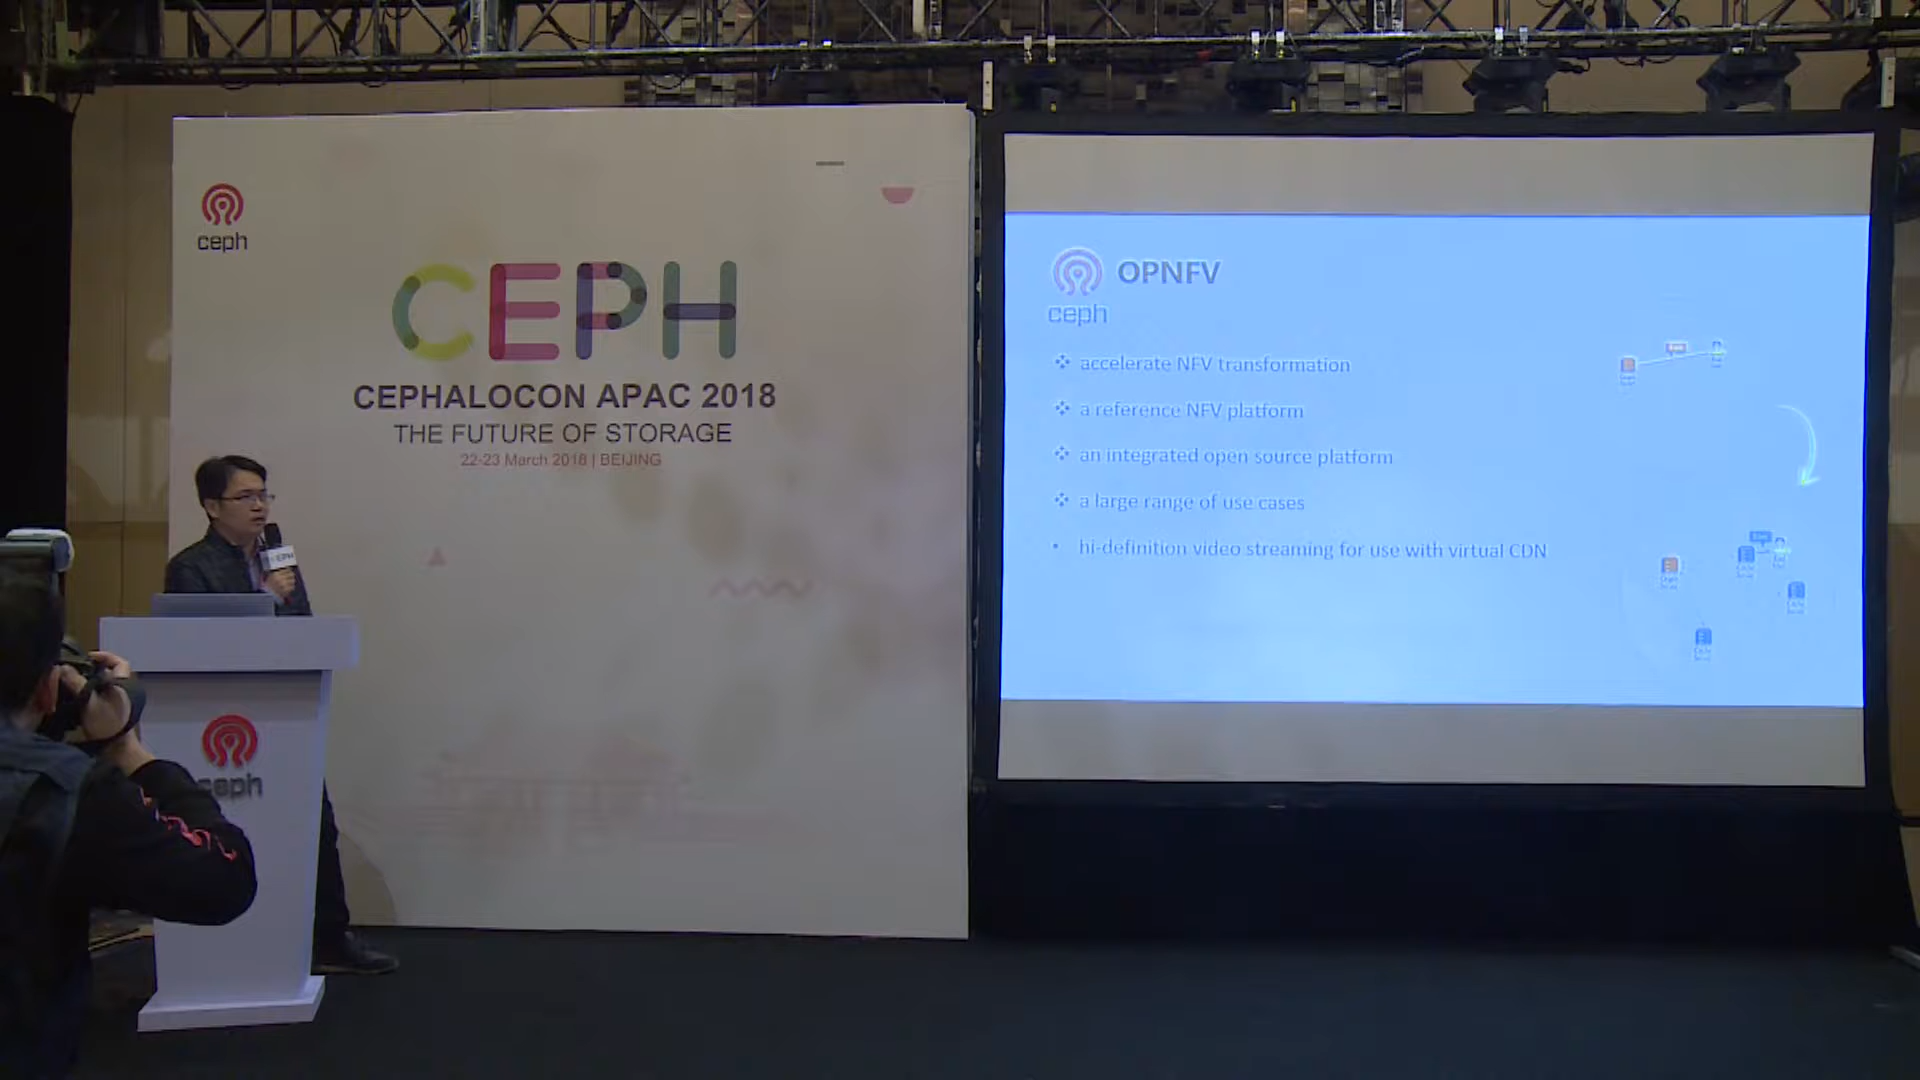 ceph
CEPH
CEPHALOCON APAC 2018
THE FUTURE OF STORAGE
22-23 March 2018 | BEIJING
CEPH
ceph
OPNFV
ceph
❖ accelerate NFV transformation
❖ a reference NFV platform
❖ an integrated open source platform
❖ a large range of use cases
• hi-definition video streaming for use with virtual CDN